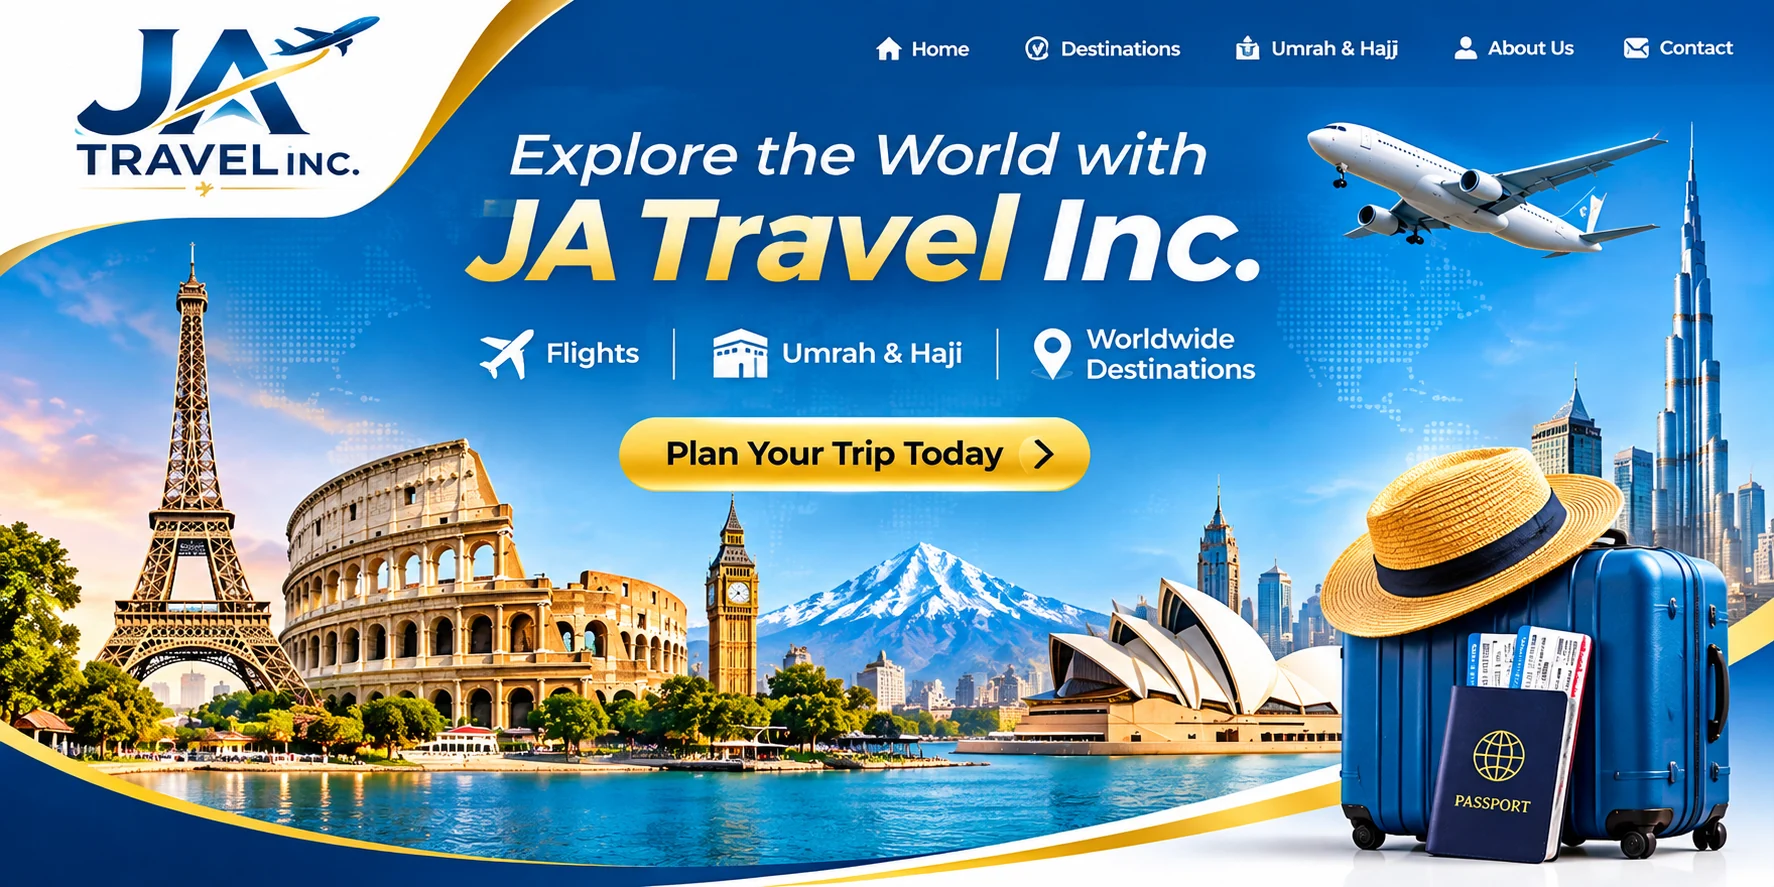 JA
TRAVEL INC.
Home
Destinations
Umrah & Hajj
About Us
Contact
Explore the World with
JA Travel Inc.
Flights
Umrah & Haji
Worldwide
Destinations
Plan Your Trip Today
PASSPORT